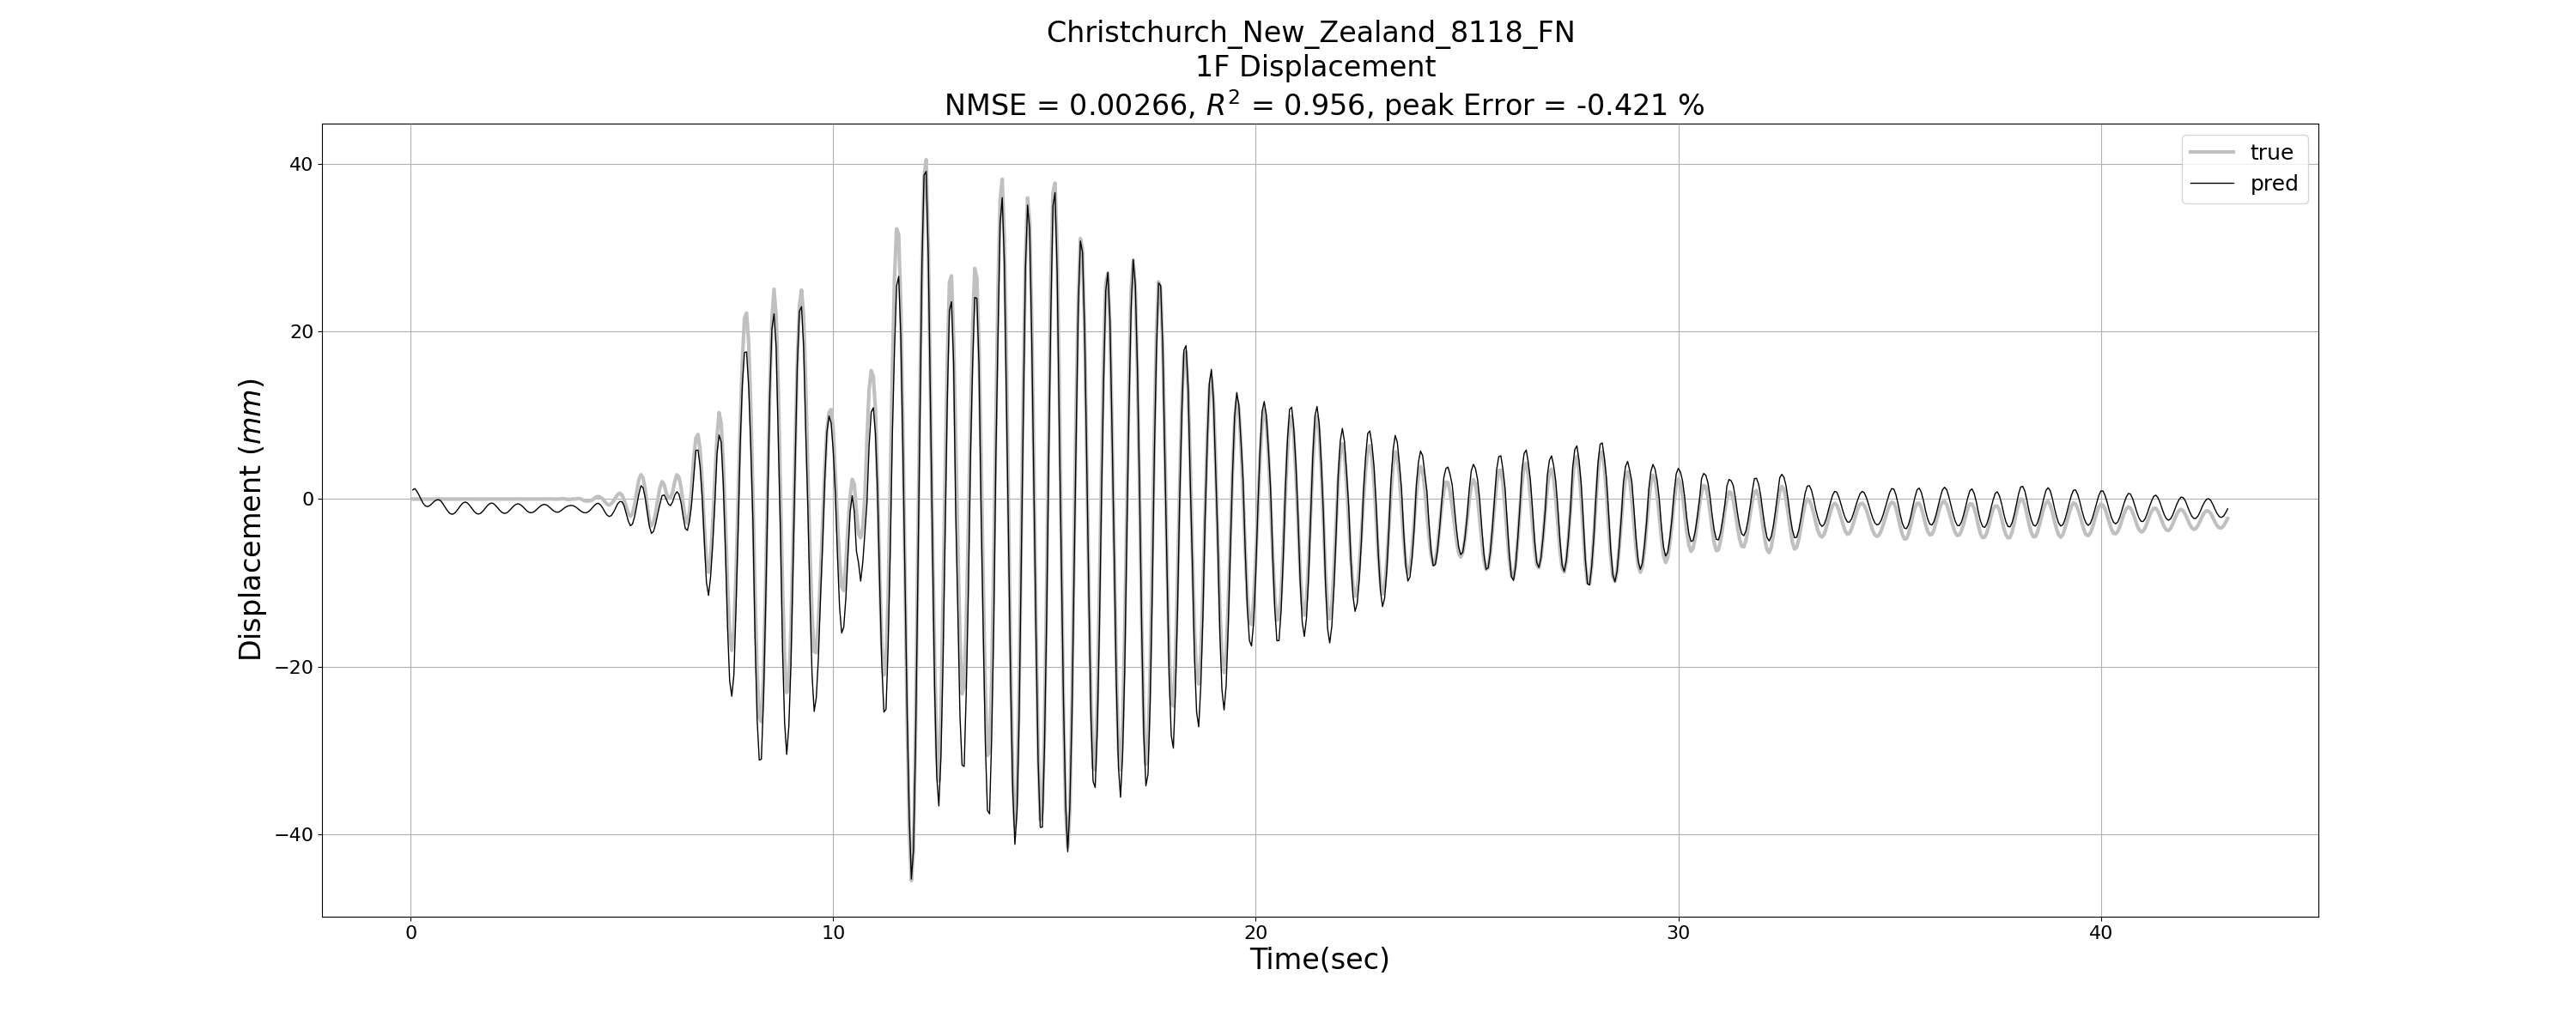 Christchurch_New_Zealand_8118_FN
1F Displacement
NMSE = 0.00266, R² = 0.956, peak Error = -0.421 %
true
pred
40
20
0
−20
−40
Displacement (mm)
0 10 20 30 40
Time(sec)